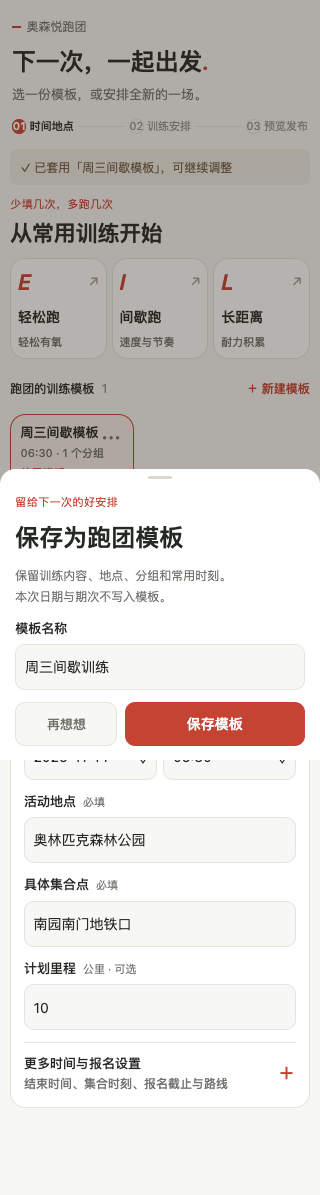 奥森悦跑团
下一次，一起出发.
选一份模板，或安排全新的一场。
01 时间地点
02 训练安排
03 预览发布
✓ 已套用「周三间歇模板」，可继续调整
少填几次，多跑几次
从常用训练开始
E ↗
轻松跑
轻松有氧
I ↗
间歇跑
速度与节奏
L ↗
长距离
耐力积累
跑团的训练模板 1
+ 新建模板
周三间歇模板 ...
06:30 · 1 个分组
留给下一次的好安排
保存为跑团模板
保留训练内容、地点、分组和常用时刻。
本次日期与期次不写入模板。
模板名称
周三间歇训练
再想想
保存模板
活动地点 必填
奥林匹克森林公园
具体集合点 必填
南园南门地铁口
计划里程 公里 · 可选
10
更多时间与报名设置
结束时间、集合时刻、报名截止与路线
+